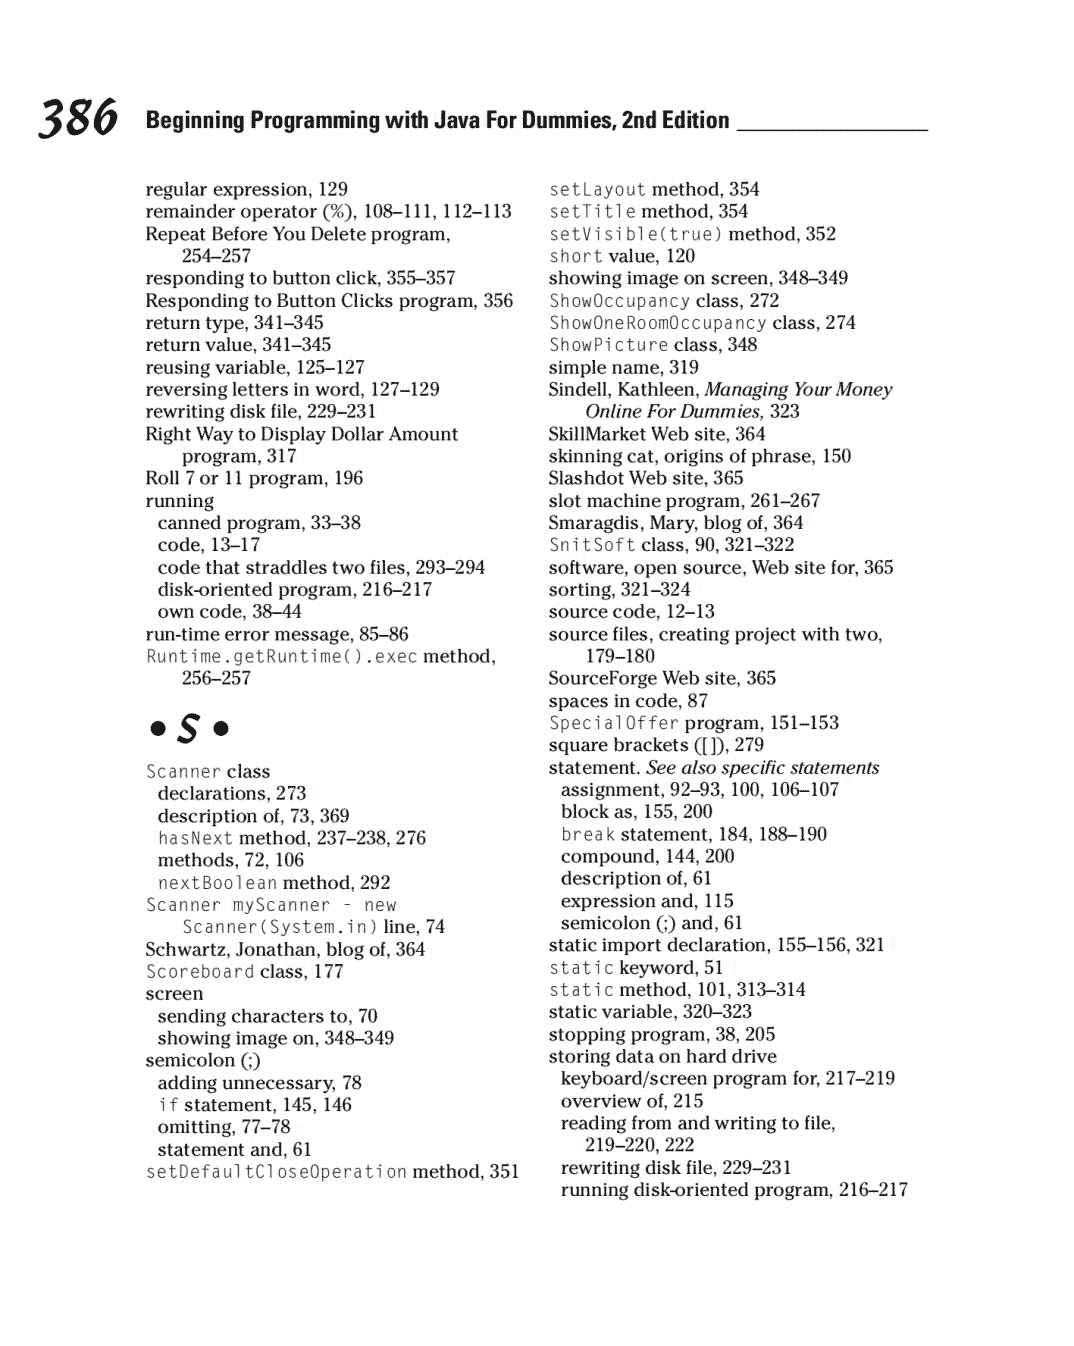 386 Beginning Programming with Java For Dummies, 2nd Edition
regular expression, 129
remainder operator (%), 108–111, 112–113
Repeat Before You Delete program,
254–257
responding to button click, 355–357
Responding to Button Clicks program, 356
return type, 341–345
return value, 341–345
reusing variable, 125–127
reversing letters in word, 127–129
rewriting disk file, 229–231
Right Way to Display Dollar Amount
program, 317
Roll 7 or 11 program, 196
running
canned program, 33–38
code, 13–17
code that straddles two files, 293–294
disk-oriented program, 216–217
own code, 38–44
run-time error message, 85–86
Runtime.getRuntime().exec method,
256–257
• S •
Scanner class
declarations, 273
description of, 73, 369
hasNext method, 237–238, 276
methods, 72, 106
nextBoolean method, 292
Scanner myScanner - new
Scanner(System.in) line, 74
Schwartz, Jonathan, blog of, 364
Scoreboard class, 177
screen
sending characters to, 70
showing image on, 348–349
semicolon (;)
adding unnecessary, 78
if statement, 145, 146
omitting, 77–78
statement and, 61
setDefaultCloseOperation method, 351
setLayout method, 354
setTitle method, 354
setVisible(true) method, 352
short value, 120
showing image on screen, 348–349
ShowOccupancy class, 272
ShowOneRoomOccupancy class, 274
ShowPicture class, 348
simple name, 319
Sindell, Kathleen, Managing Your Money
Online For Dummies, 323
SkillMarket Web site, 364
skinning cat, origins of phrase, 150
Slashdot Web site, 365
slot machine program, 261–267
Smaragdis, Mary, blog of, 364
SnitSoft class, 90, 321–322
software, open source, Web site for, 365
sorting, 321–324
source code, 12–13
source files, creating project with two,
179–180
SourceForge Web site, 365
spaces in code, 87
SpecialOffer program, 151–153
square brackets ([ ]), 279
statement. See also specific statements
assignment, 92–93, 100, 106–107
block as, 155, 200
break statement, 184, 188–190
compound, 144, 200
description of, 61
expression and, 115
semicolon (;) and, 61
static import declaration, 155–156, 321
static keyword, 51
static method, 101, 313–314
static variable, 320–323
stopping program, 38, 205
storing data on hard drive
keyboard/screen program for, 217–219
overview of, 215
reading from and writing to file,
219–220, 222
rewriting disk file, 229–231
running disk-oriented program, 216–217